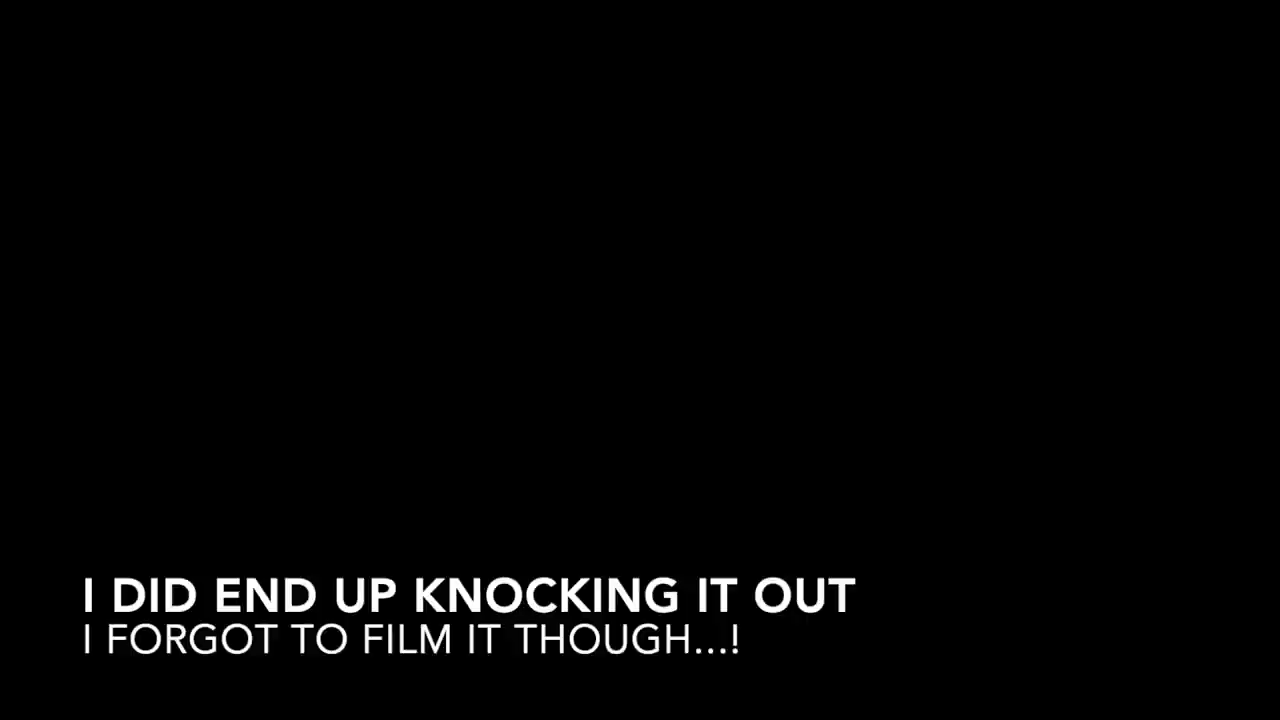 I DID END UP KNOCKING IT OUT
I FORGOT TO FILM IT THOUGH...!